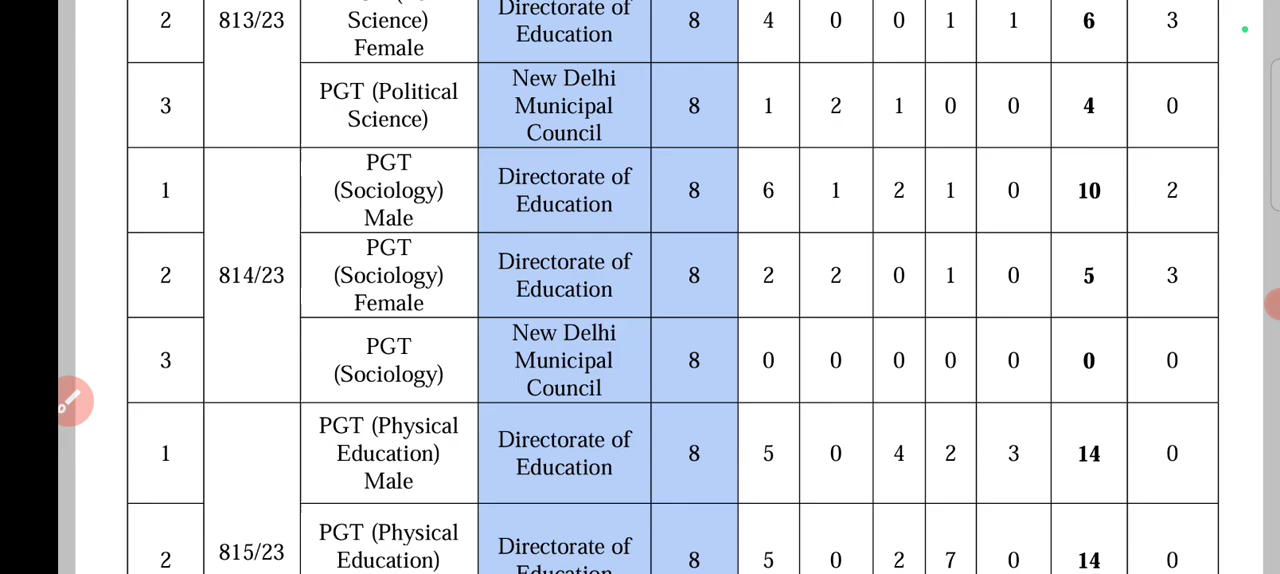 Directorate of
2 813/23 Science) Education 8 4 0 0 1 1 6 3
Female
New Delhi
3 PGT (Political Municipal 8 1 2 1 0 0 4 0
Science) Council
PGT
1 (Sociology) Directorate of 8 6 1 2 1 0 10 2
Male Education
PGT
2 814/23 (Sociology) Directorate of 8 2 2 0 1 0 5 3
Female Education
New Delhi
3 PGT Municipal 8 0 0 0 0 0 0 0
(Sociology) Council
PGT (Physical
1 Education) Directorate of 8 5 0 4 2 3 14 0
Male Education
PGT (Physical
2 815/23 Education) Directorate of 8 5 0 2 7 0 14 0
Education